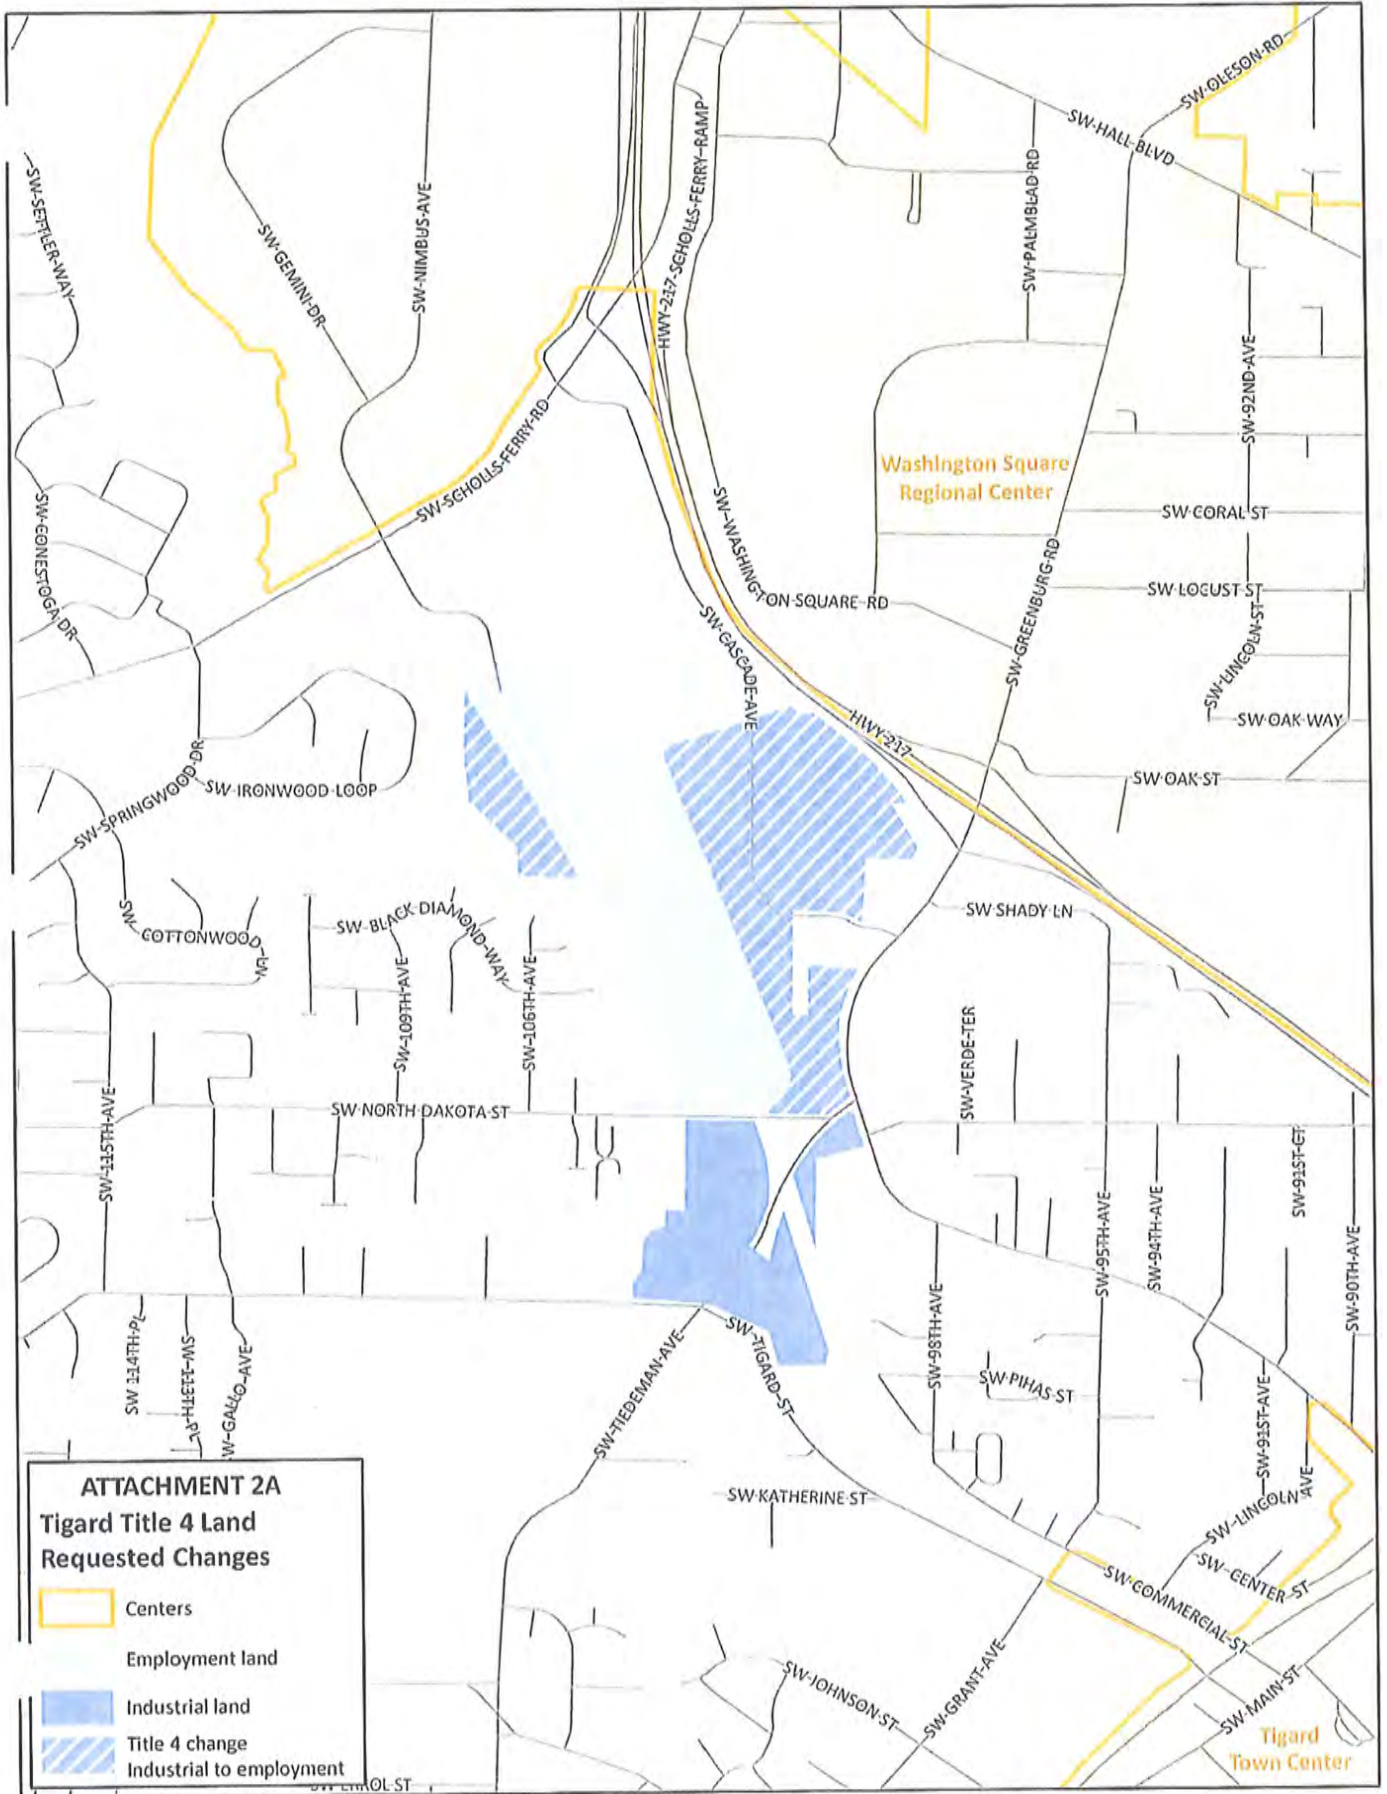 SW-OLESON-RD
SW-HALL-BLVD
SW-SETTLER-WAY
SW-GEMINI-DR
SW-NIMBUS-AVE
HWY-217-SCHOLLS-FERRY-RAMP
SW-PALMBLAD-RD
SW-92ND-AVE
SW-SCHOLLS-FERRY-RD
Washington Square
Regional Center
SW-CONESTOGA-DR
SW-WASHINGTON-SQUARE-RD
SW-CORAL-ST
SW-GREENBURG-RD
SW-LOCUST-ST
SW-LINCOLN-ST
SW-CASCADE-AVE
SW-OAK-WAY
HWY-217
SW-OAK-ST
SW-SPRINGWOOD-DR
SW-IRONWOOD-LOOP
SW-COTTONWOOD-LN
SW-BLACK-DIAMOND-WAY
SW-SHADY-LN
SW-109TH-AVE
SW-106TH-AVE
SW-VERDE-TER
SW-115TH-AVE
SW-NORTH DAKOTA-ST
SW-91ST-CT
SW-95TH-AVE
SW-94TH-AVE
SW-90TH-AVE
SW 114TH-PL
SW-113TH-PL
W-GALLO-AVE
SW-TIEDEMAN-AVE
SW-TIGARD-ST
SW-98TH-AVE
SW-PIHAS-ST
SW-91ST-AVE
SW-LINCOLN AVE
SW-KATHERINE-ST
SW-CENTER-ST
SW-COMMERCIAL-ST
SW-JOHNSON-ST
SW-GRANT-AVE
SW-MAIN-ST
Tigard
Town Center
ATTACHMENT 2A
Tigard Title 4 Land
Requested Changes
Centers
Employment land
Industrial land
Title 4 change
Industrial to employment